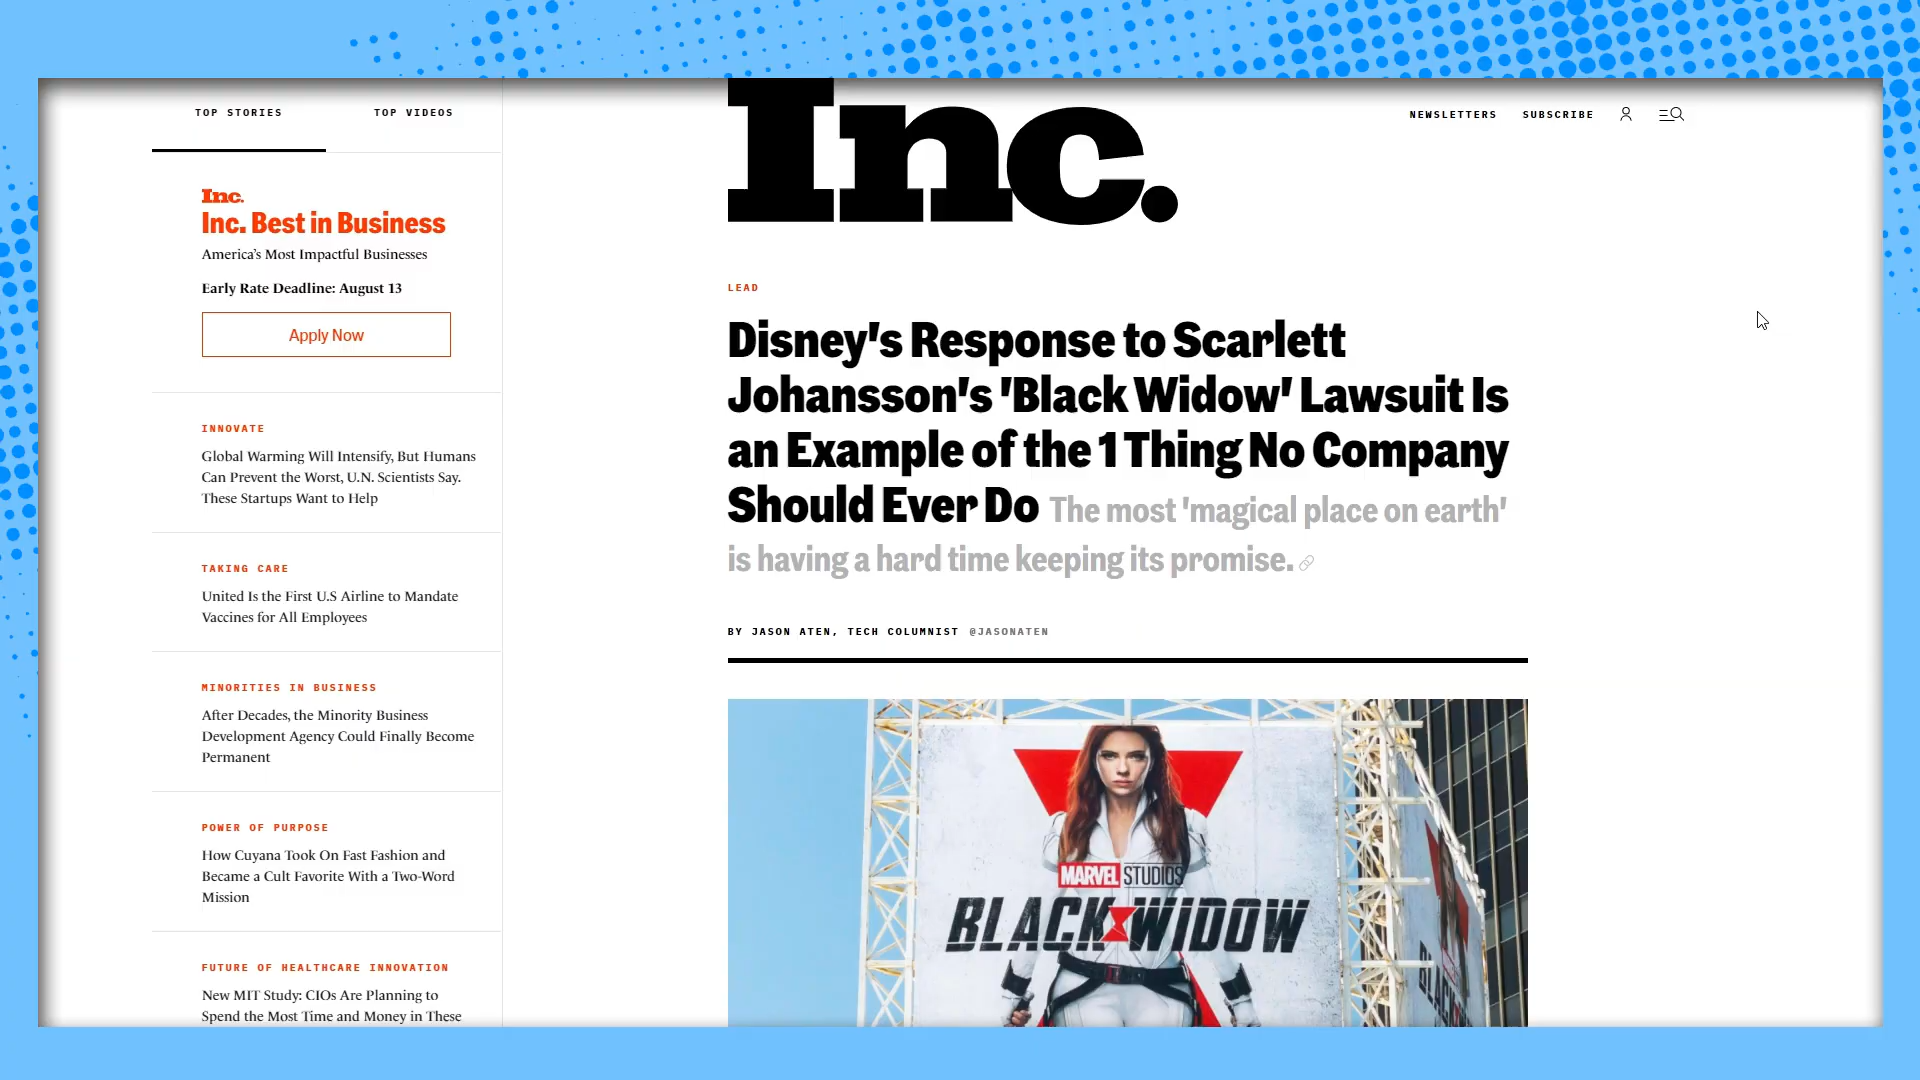 TOP STORIES
TOP VIDEOS
Inc.
Inc. Best in Business
America's Most Impactful Businesses
Early Rate Deadline: August 13
Apply Now
INNOVATE
Global Warming Will Intensify, But Humans
Can Prevent the Worst, U.N. Scientists Say.
These Startups Want to Help
TAKING CARE
United Is the First U.S Airline to Mandate
Vaccines for All Employees
MINORITIES IN BUSINESS
After Decades, the Minority Business
Development Agency Could Finally Become
Permanent
POWER OF PURPOSE
How Cuyana Took On Fast Fashion and
Became a Cult Favorite With a Two-Word
Mission
FUTURE OF HEALTHCARE INNOVATION
New MIT Study: CIOs Are Planning to
Spend the Most Time and Money in These
Inc.
NEWSLETTERS
SUBSCRIBE
LEAD
Disney's Response to Scarlett
Johansson's 'Black Widow' Lawsuit Is
an Example of the 1 Thing No Company
Should Ever Do The most 'magical place on earth'
is having a hard time keeping its promise.
BY JASON ATEN, TECH COLUMNIST @JASONATEN
MARVEL STUDIOS
BLACK WIDOW